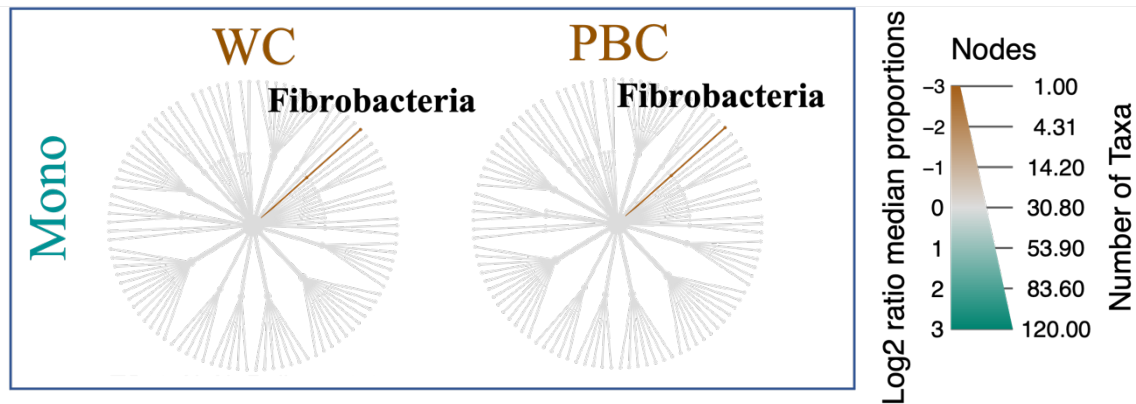 WC
PBC
Fibrobacteria
Fibrobacteria
Mono
Log2 ratio median proportions
Nodes
Number of Taxa
−3 1.00
−2 4.31
−1 14.20
0 30.80
1 53.90
2 83.60
3 120.00